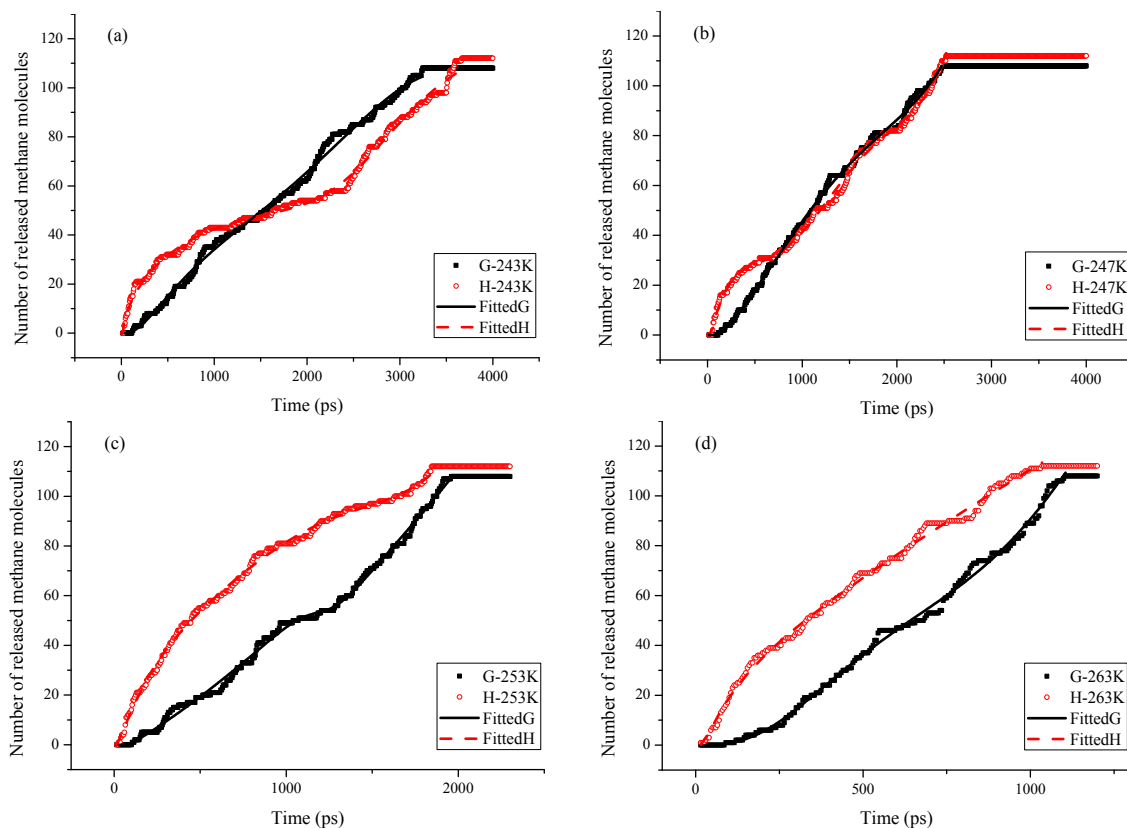 (a)
Number of released methane molecules
120
100
80
60
40
20
0
G-243K
H-243K
FittedG
FittedH
0 1000 2000 3000 4000
Time (ps)
(b)
Number of released methane molecules
120
100
80
60
40
20
0
G-247K
H-247K
FittedG
FittedH
0 1000 2000 3000 4000
Time (ps)
(c)
Number of released methane molecules
120
100
80
60
40
20
0
G-253K
H-253K
FittedG
FittedH
0 1000 2000
Time (ps)
(d)
Number of released methane molecules
120
100
80
60
40
20
0
G-263K
H-263K
FittedG
FittedH
500 1000
Time (ps)